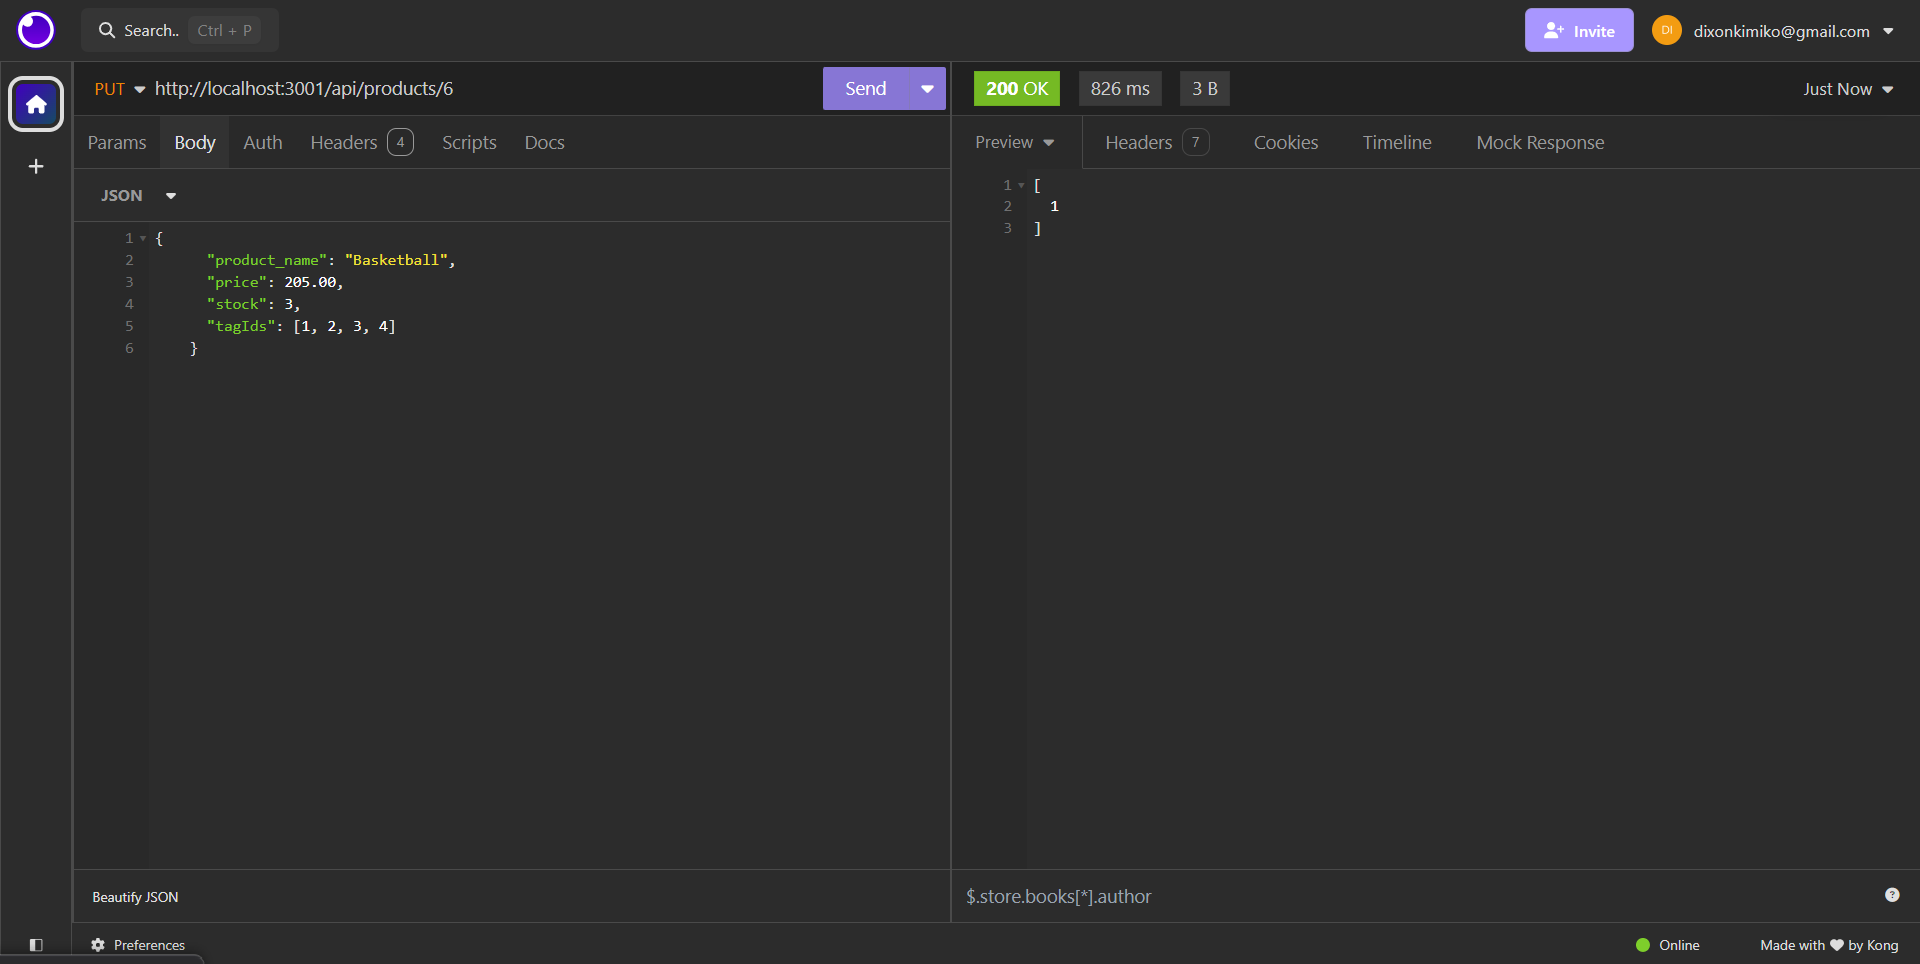 Search.. Ctrl + P
Invite DI dixonkimiko@gmail.com
PUT http://localhost:3001/api/products/6 Send
200 OK 826 ms 3 B Just Now
Params Body Auth Headers 4 Scripts Docs
Preview Headers 7 Cookies Timeline Mock Response
JSON
1 {
2 "product_name": "Basketball",
3 "price": 205.00,
4 "stock": 3,
5 "tagIds": [1, 2, 3, 4]
6 }
1 [
2 1
3 ]
Beautify JSON
$.store.books[*].author
Preferences
Online Made with ❤ by Kong